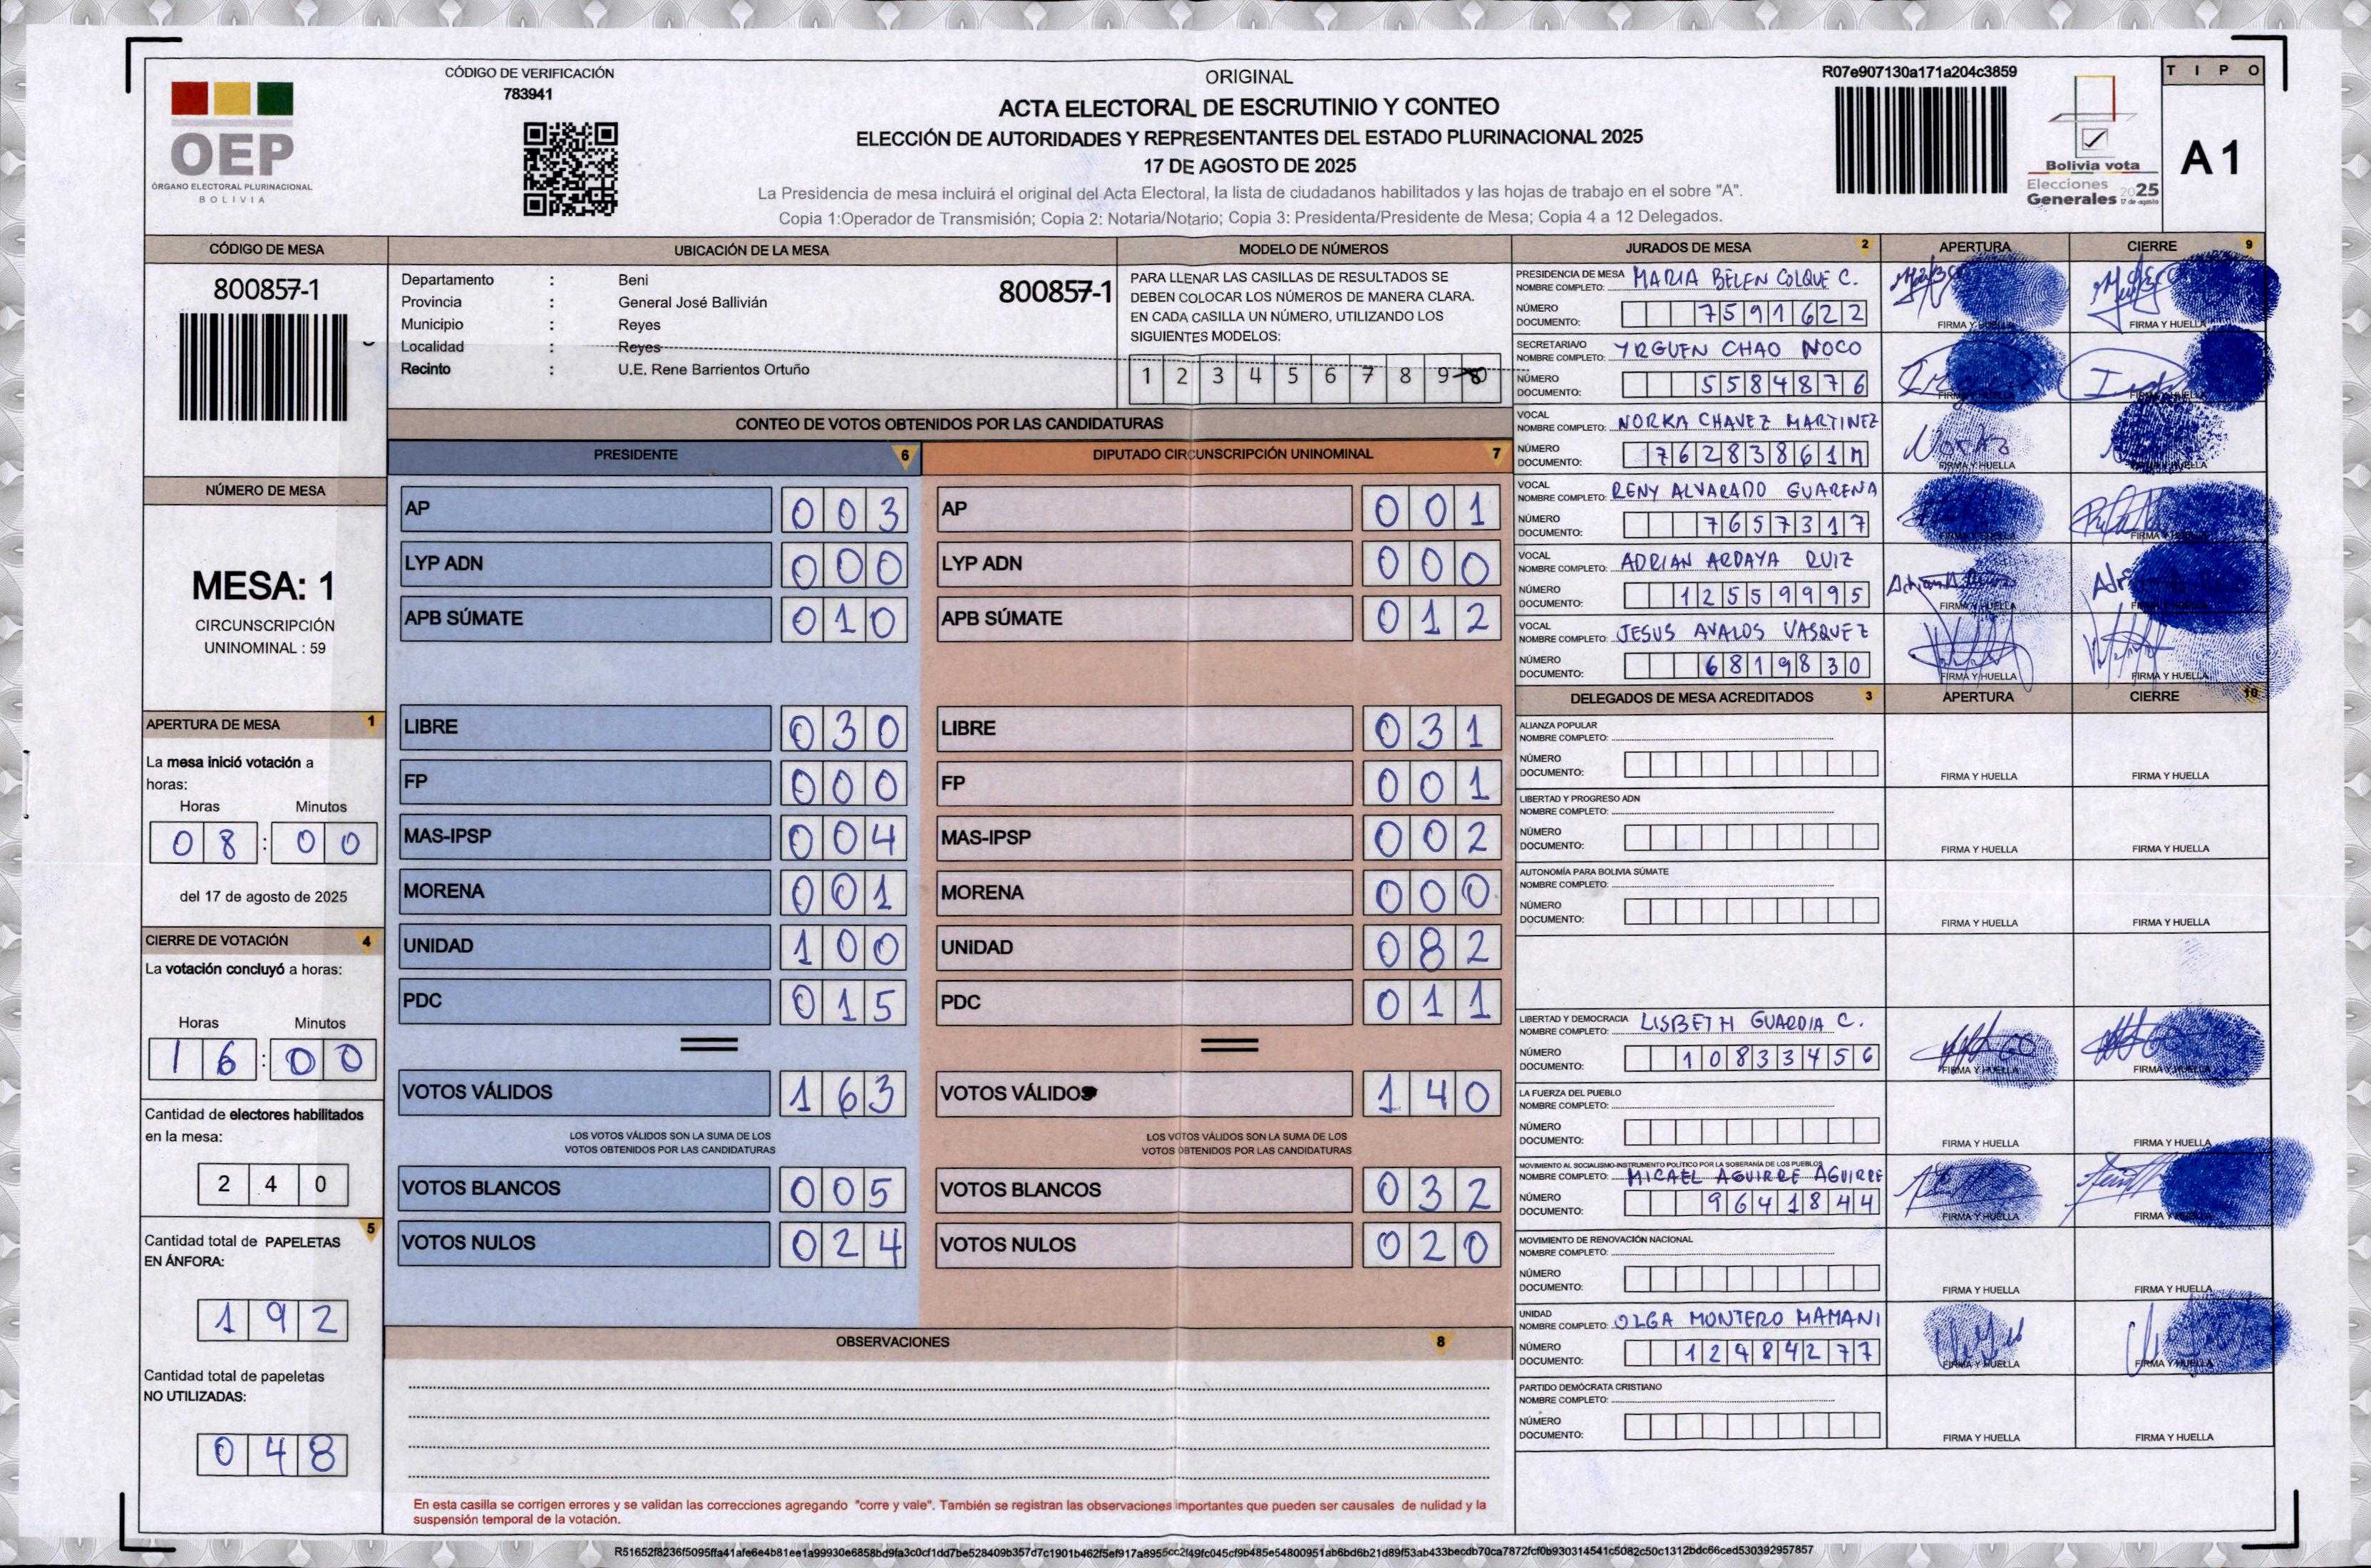 CÓDIGO DE VERIFICACIÓN
783941
OEP
ÓRGANO ELECTORAL PLURINACIONAL
BOLIVIA
ORIGINAL
ACTA ELECTORAL DE ESCRUTINIO Y CONTEO
ELECCIÓN DE AUTORIDADES Y REPRESENTANTES DEL ESTADO PLURINACIONAL 2025
17 DE AGOSTO DE 2025
La Presidencia de mesa incluirá el original del Acta Electoral, la lista de ciudadanos habilitados y las hojas de trabajo en el sobre "A".
Copia 1:Operador de Transmisión; Copia 2: Notaria/Notario; Copia 3: Presidenta/Presidente de Mesa; Copia 4 a 12 Delegados.
R07e907130a171a204c3859
Bolivia vota
Elecciones
Generales 2025
17 de agosto
TIPO
A1
CÓDIGO DE MESA
800857-1
NÚMERO DE MESA
MESA: 1
CIRCUNSCRIPCIÓN
UNINOMINAL : 59
APERTURA DE MESA 1
La mesa inició votación a
horas:
Horas Minutos
08 : 00
del 17 de agosto de 2025
CIERRE DE VOTACIÓN 4
La votación concluyó a horas:
Horas Minutos
16 : 00
Cantidad de electores habilitados
en la mesa:
240
5
Cantidad total de PAPELETAS
EN ÁNFORA:
192
Cantidad total de papeletas
NO UTILIZADAS:
048
UBICACIÓN DE LA MESA
Departamento : Beni
800857-1
Provincia : General José Ballivián
Municipio : Reyes
Localidad : Reyes
Recinto : U.E. Rene Barrientos Ortuño
MODELO DE NÚMEROS
PARA LLENAR LAS CASILLAS DE RESULTADOS SE
DEBEN COLOCAR LOS NÚMEROS DE MANERA CLARA.
EN CADA CASILLA UN NÚMERO, UTILIZANDO LOS
SIGUIENTES MODELOS:
1 2 3 4 5 6 7 8 9 0
CONTEO DE VOTOS OBTENIDOS POR LAS CANDIDATURAS
PRESIDENTE 6
AP 003
LYP ADN 000
APB SÚMATE 010
LIBRE 030
FP 000
MAS-IPSP 004
MORENA 001
UNIDAD 100
PDC 015
VOTOS VÁLIDOS 163
LOS VOTOS VÁLIDOS SON LA SUMA DE LOS
VOTOS OBTENIDOS POR LAS CANDIDATURAS
VOTOS BLANCOS 005
VOTOS NULOS 024
DIPUTADO CIRCUNSCRIPCIÓN UNINOMINAL 7
AP 001
LYP ADN 000
APB SÚMATE 012
LIBRE 031
FP 001
MAS-IPSP 002
MORENA 000
UNIDAD 082
PDC 011
VOTOS VÁLIDOS 140
LOS VOTOS VÁLIDOS SON LA SUMA DE LOS
VOTOS OBTENIDOS POR LAS CANDIDATURAS
VOTOS BLANCOS 032
VOTOS NULOS 020
OBSERVACIONES 8
En esta casilla se corrigen errores y se validan las correcciones agregando "corre y vale". También se registran las observaciones importantes que pueden ser causales de nulidad y la
suspensión temporal de la votación.
JURADOS DE MESA 2 APERTURA CIERRE 9
PRESIDENCIA DE MESA
NOMBRE COMPLETO: MARIA BELEN COLQUE C.
NÚMERO
DOCUMENTO: 7591622
FIRMA Y HUELLA FIRMA Y HUELLA
SECRETARIA/O
NOMBRE COMPLETO: YRGUEN CHAO NOCO
NÚMERO
DOCUMENTO: 5584876
FIRMA Y HUELLA FIRMA Y HUELLA
VOCAL
NOMBRE COMPLETO: NORKA CHAVEZ MARTINEZ
NÚMERO
DOCUMENTO: 76283861M
FIRMA Y HUELLA FIRMA Y HUELLA
VOCAL
NOMBRE COMPLETO: RENY ALVARADO GUARENA
NÚMERO
DOCUMENTO: 7657317
FIRMA Y HUELLA FIRMA Y HUELLA
VOCAL
NOMBRE COMPLETO: ADRIAN ARDAYA RUIZ
NÚMERO
DOCUMENTO: 12559995
FIRMA Y HUELLA FIRMA Y HUELLA
VOCAL
NOMBRE COMPLETO: JESUS AVALOS VASQUEZ
NÚMERO
DOCUMENTO: 6819830
FIRMA Y HUELLA FIRMA Y HUELLA
DELEGADOS DE MESA ACREDITADOS 3 APERTURA CIERRE 10
ALIANZA POPULAR
NOMBRE COMPLETO:
NÚMERO
DOCUMENTO:
FIRMA Y HUELLA FIRMA Y HUELLA
LIBERTAD Y PROGRESO ADN
NOMBRE COMPLETO:
NÚMERO
DOCUMENTO:
FIRMA Y HUELLA FIRMA Y HUELLA
AUTONOMÍA PARA BOLIVIA SÚMATE
NOMBRE COMPLETO:
NÚMERO
DOCUMENTO:
FIRMA Y HUELLA FIRMA Y HUELLA
LIBERTAD Y DEMOCRACIA
NOMBRE COMPLETO: LISBETH GUARDIA C.
NÚMERO
DOCUMENTO: 10833456
FIRMA Y HUELLA FIRMA Y HUELLA
LA FUERZA DEL PUEBLO
NOMBRE COMPLETO:
NÚMERO
DOCUMENTO:
FIRMA Y HUELLA FIRMA Y HUELLA
MOVIMIENTO AL SOCIALISMO-INSTRUMENTO POLÍTICO POR LA SOBERANÍA DE LOS PUEBLOS
NOMBRE COMPLETO: MICAEL AGUIRRE AGUIRRE
NÚMERO
DOCUMENTO: 9641844
FIRMA Y HUELLA FIRMA Y HUELLA
MOVIMIENTO DE RENOVACIÓN NACIONAL
NOMBRE COMPLETO:
NÚMERO
DOCUMENTO:
FIRMA Y HUELLA FIRMA Y HUELLA
UNIDAD
NOMBRE COMPLETO: OLGA MONTERO MAMANI
NÚMERO
DOCUMENTO: 12984277
FIRMA Y HUELLA FIRMA Y HUELLA
PARTIDO DEMÓCRATA CRISTIANO
NOMBRE COMPLETO:
NÚMERO
DOCUMENTO:
FIRMA Y HUELLA FIRMA Y HUELLA